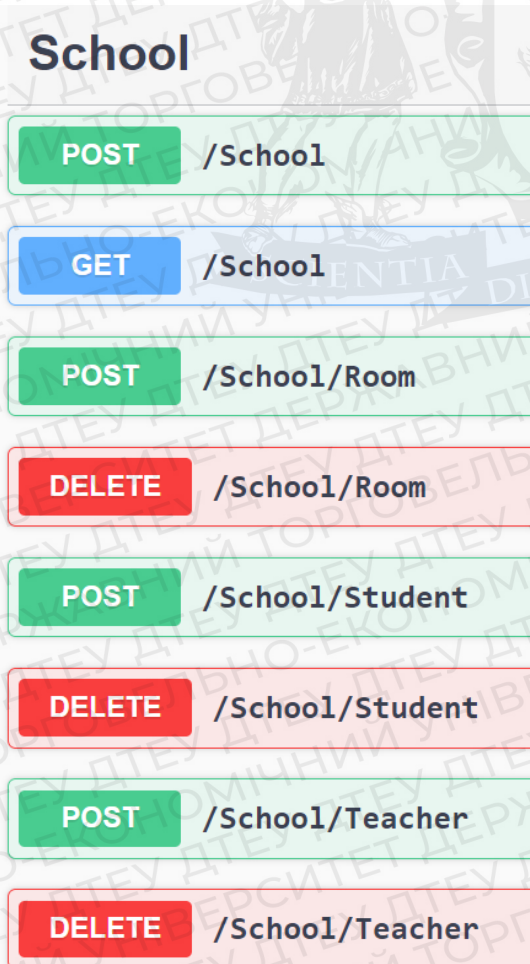 School
POST /School
GET /School
POST /School/Room
DELETE /School/Room
POST /School/Student
DELETE /School/Student
POST /School/Teacher
DELETE /School/Teacher
SCIENTIA